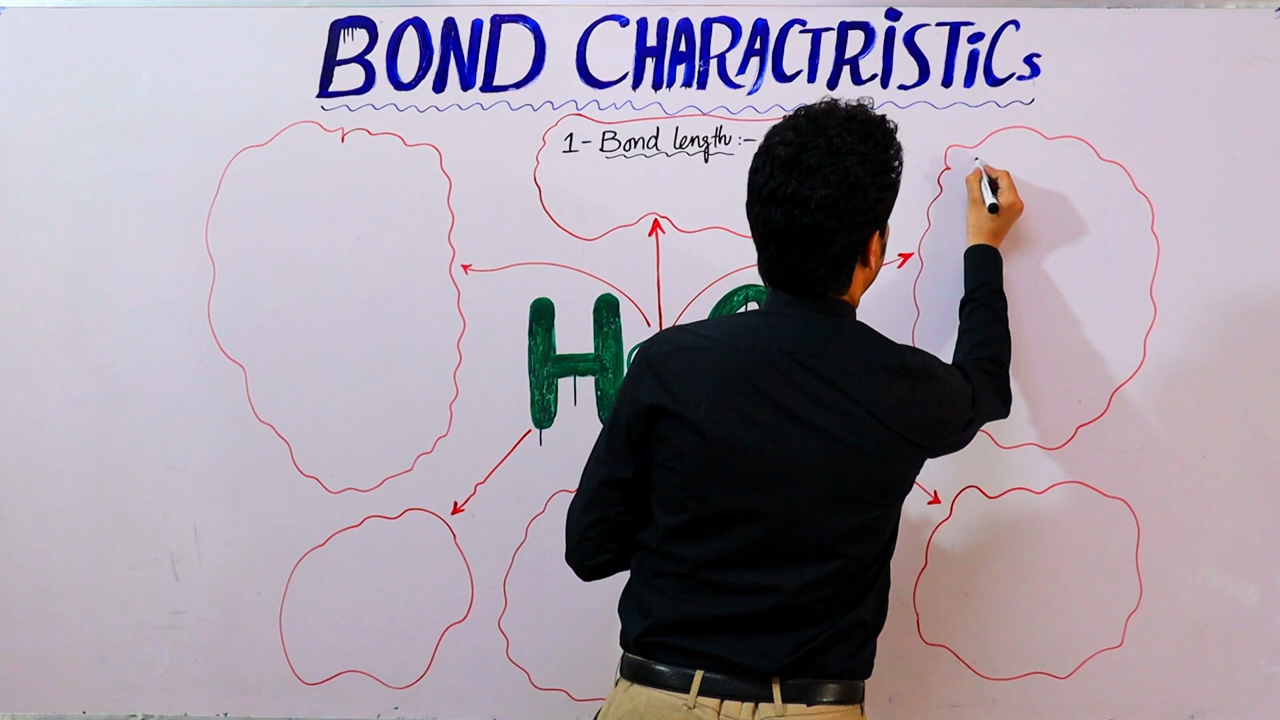 BOND CHARACTRISTICS
1- Bond length :-
H